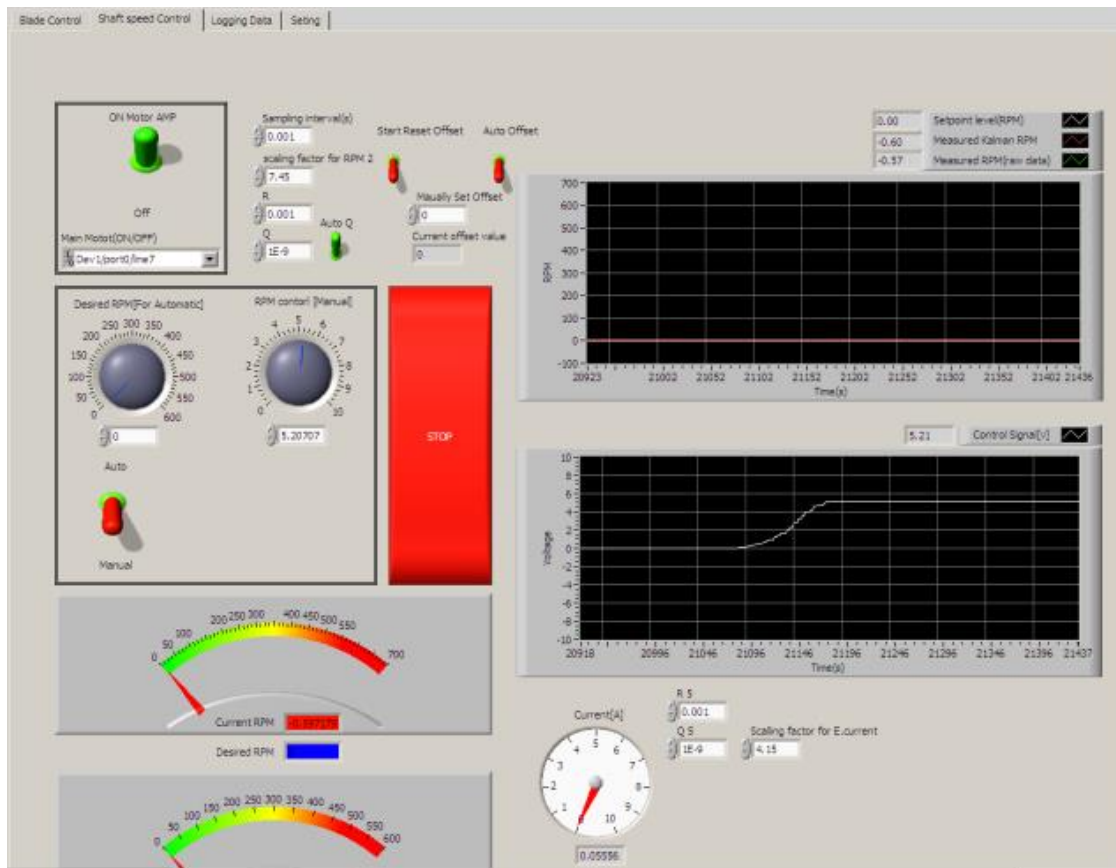 Blade Control Shaft speed Control Logging Data Seting
ON Motor AMP
Off
Main Motot(ON/OFF)
Dev1/port0/line7
Sampling interval(s)
0.001
scaling factor for RPM 2
7.45
R
0.001
Q
1E-9
Auto Q
Start Reset Offset Auto Offset
Maually Set Offset
0
Current offset value
0
0.00 Setpoint level(RPM)
-0.60 Measured Kalman RPM
-0.57 Measured RPM(raw data)
700
600
400
300
200
100
0
-100
RPM
20923 21002 21052 21102 21152 21202 21252 21302 21352 21402 21436
Time(s)
Desired RPM[For Automatic]
0 50 100 150 200 250 300 350 400 450 500 550 600
0
RPM contorl [Manual]
0 1 2 3 4 5 6 7 8 9 10
5.20707
Auto
Manual
STOP
5.21 Control Signal[V]
10
8
6
4
2
0
-2
-4
-6
-8
-10
Voltage
20918 20996 21046 21096 21146 21196 21246 21296 21346 21396 21437
Time(s)
0 50 100 200 250 300 400 450 500 550 700
Current RPM
Desired RPM
0 50 100 150 200 250 300 350 400 450 500 550 600
Current[A]
0 1 2 3 4 5 6 7 8 9 10
0.05556
R S
0.001
Q S
1E-9
Scaling factor for E.current
4.15